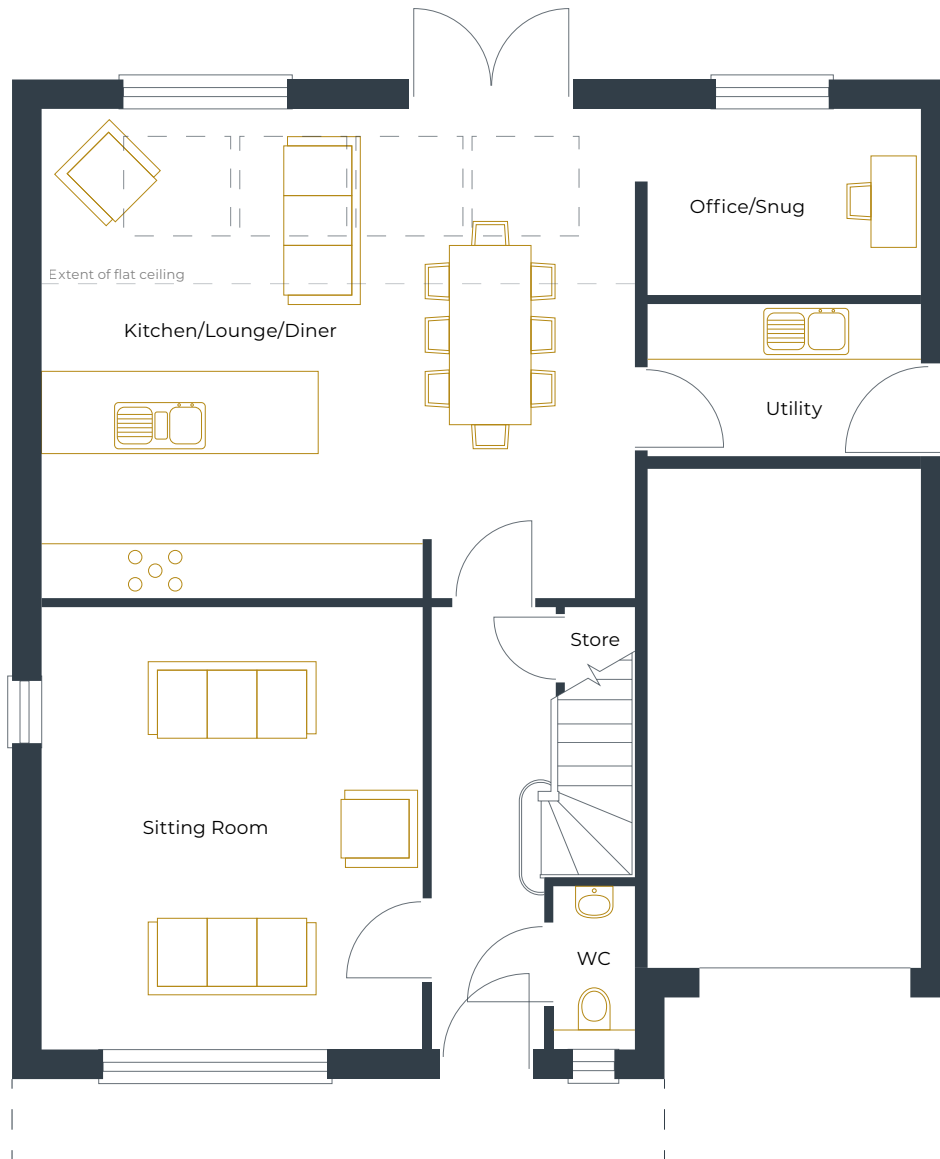 Office/Snug
Extent of flat ceiling
Kitchen/Lounge/Diner
Utility
Store
Sitting Room
WC